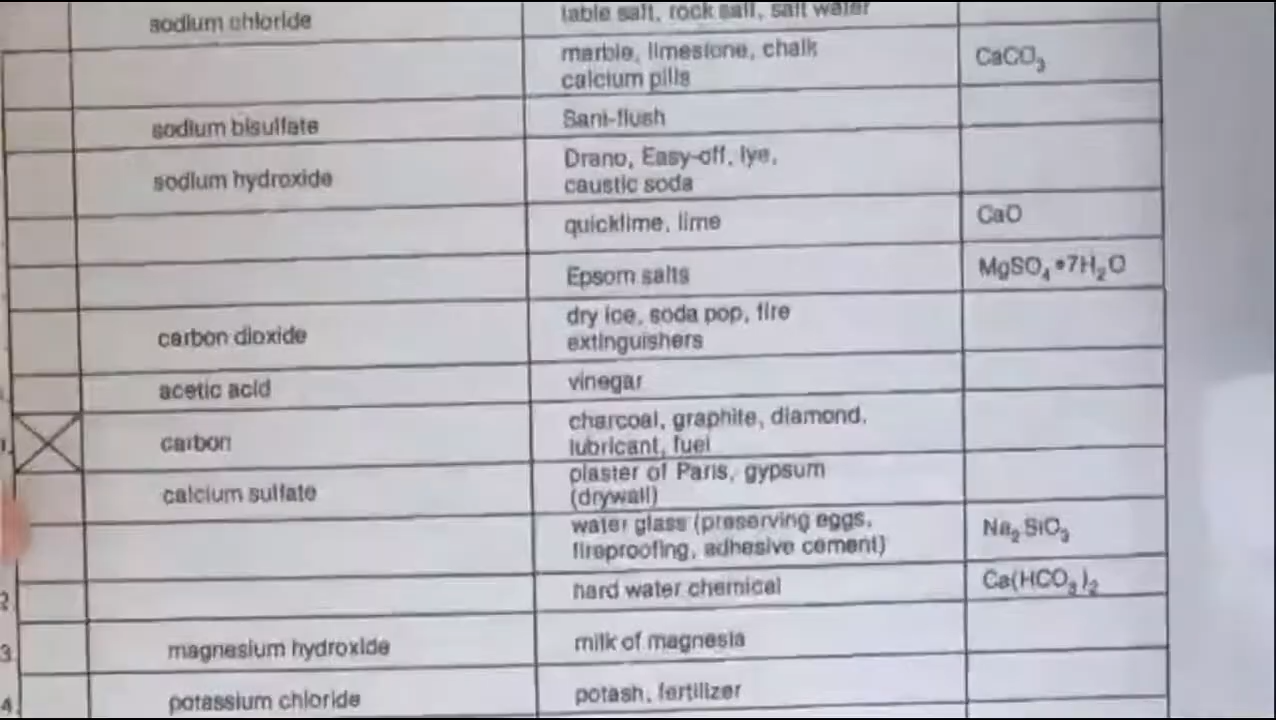 sodium chloride
table salt, rock salt, salt water
marble, limestone, chalk
calcium pills
CaCO₃
sodium bisulfate
Sani-flush
sodium hydroxide
Drano, Easy-off, lye,
caustic soda
quicklime, lime
CaO
Epsom salts
MgSO₄•7H₂O
carbon dioxide
dry ice, soda pop, fire
extinguishers
acetic acid
vinegar
carbon
charcoal, graphite, diamond,
lubricant, fuel
calcium sulfate
plaster of Paris, gypsum
(drywall)
water glass (preserving eggs,
fireproofing, adhesive cement)
Na₂SiO₃
2
hard water chemical
Ca(HCO₃)₂
3
magnesium hydroxide
milk of magnesia
4
potassium chloride
potash, fertilizer